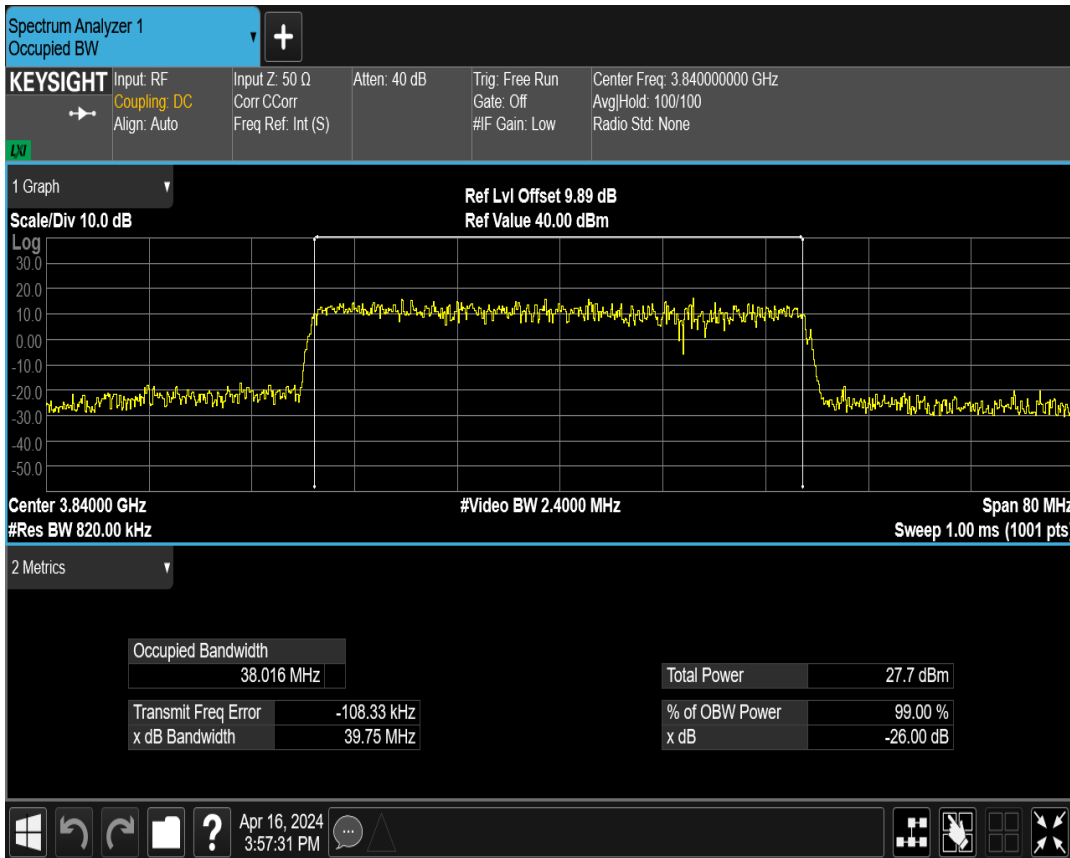 Spectrum Analyzer 1
Occupied BW
+
KEYSIGHT
LXI
Input: RF
Coupling: DC
Align: Auto
Input Z: 50 Ω
Corr CCorr
Freq Ref: Int (S)
Atten: 40 dB
Trig: Free Run
Gate: Off
#IF Gain: Low
Center Freq: 3.840000000 GHz
Avg|Hold: 100/100
Radio Std: None
1 Graph
Scale/Div 10.0 dB
Ref Lvl Offset 9.89 dB
Ref Value 40.00 dBm
Log
30.0
20.0
10.0
0.00
-10.0
-20.0
-30.0
-40.0
-50.0
Center 3.84000 GHz
#Video BW 2.4000 MHz
Span 80 MHz
#Res BW 820.00 kHz
Sweep 1.00 ms (1001 pts)
2 Metrics
Occupied Bandwidth
38.016 MHz
Total Power 27.7 dBm
Transmit Freq Error -108.33 kHz
% of OBW Power 99.00 %
x dB Bandwidth 39.75 MHz
x dB -26.00 dB
?
Apr 16, 2024
3:57:31 PM